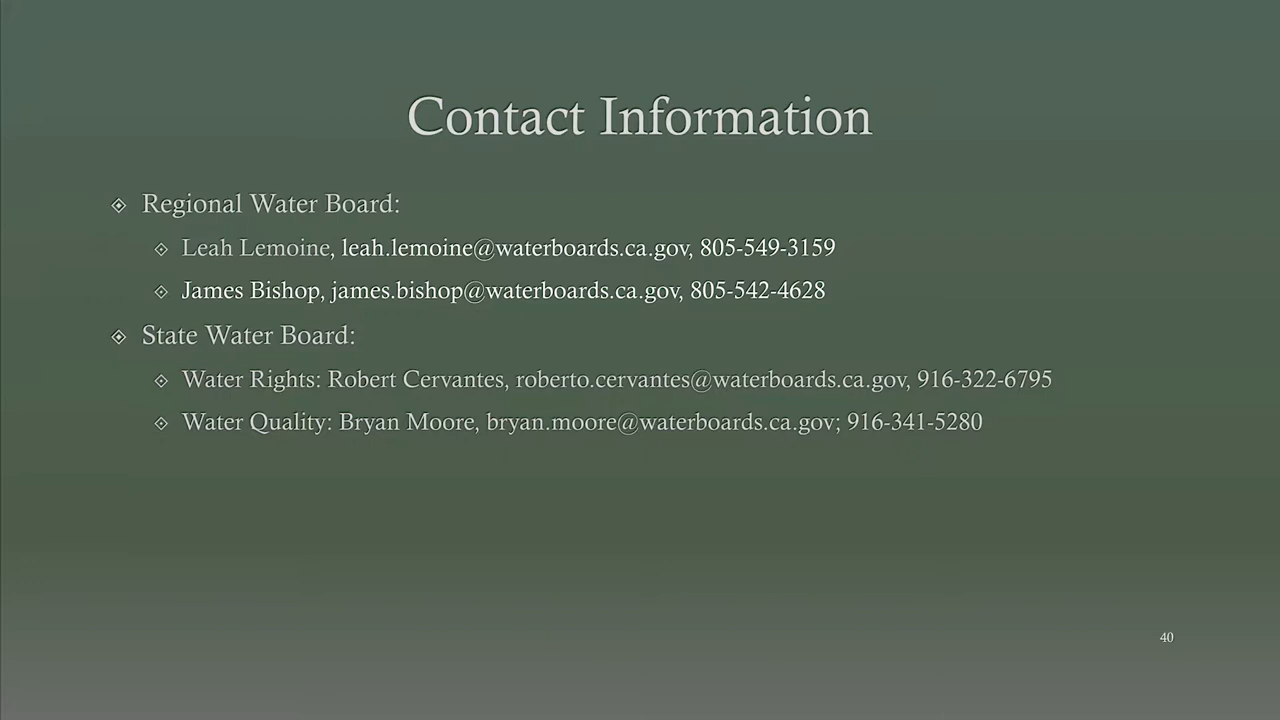 Contact Information
Regional Water Board:
Leah Lemoine, leah.lemoine@waterboards.ca.gov, 805-549-3159
James Bishop, james.bishop@waterboards.ca.gov, 805-542-4628
State Water Board:
Water Rights: Robert Cervantes, roberto.cervantes@waterboards.ca.gov, 916-322-6795
Water Quality: Bryan Moore, bryan.moore@waterboards.ca.gov; 916-341-5280
40